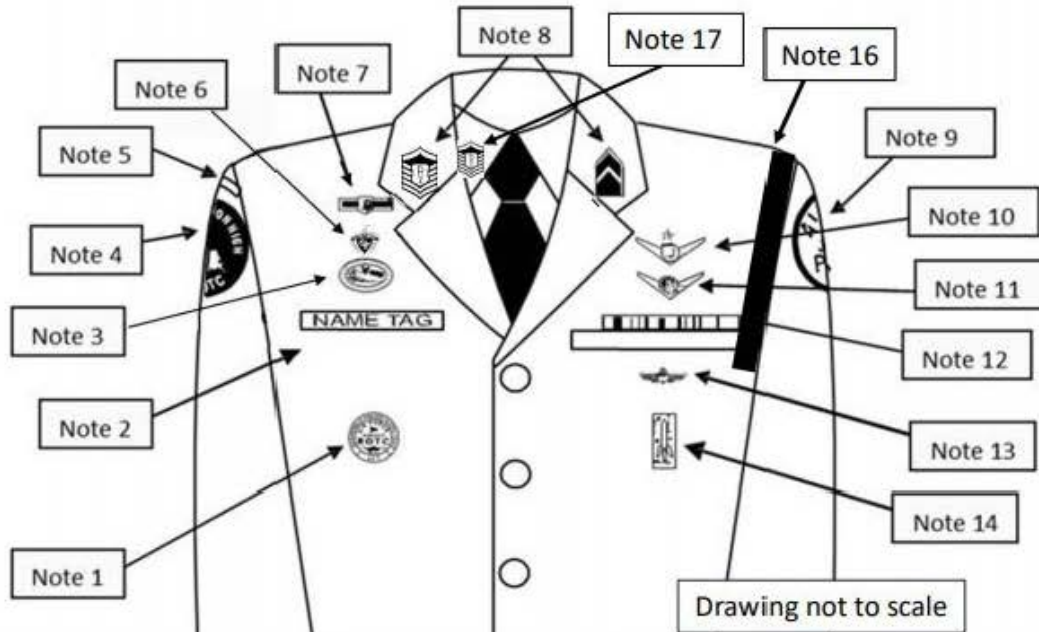 Note 8
Note 17
Note 7
Note 16
Note 6
Note 9
Note 5
Note 10
Note 4
Note 11
Note 3
NAME TAG
Note 12
Note 2
ROTC
Note 13
Note 14
Note 1
Drawing not to scale